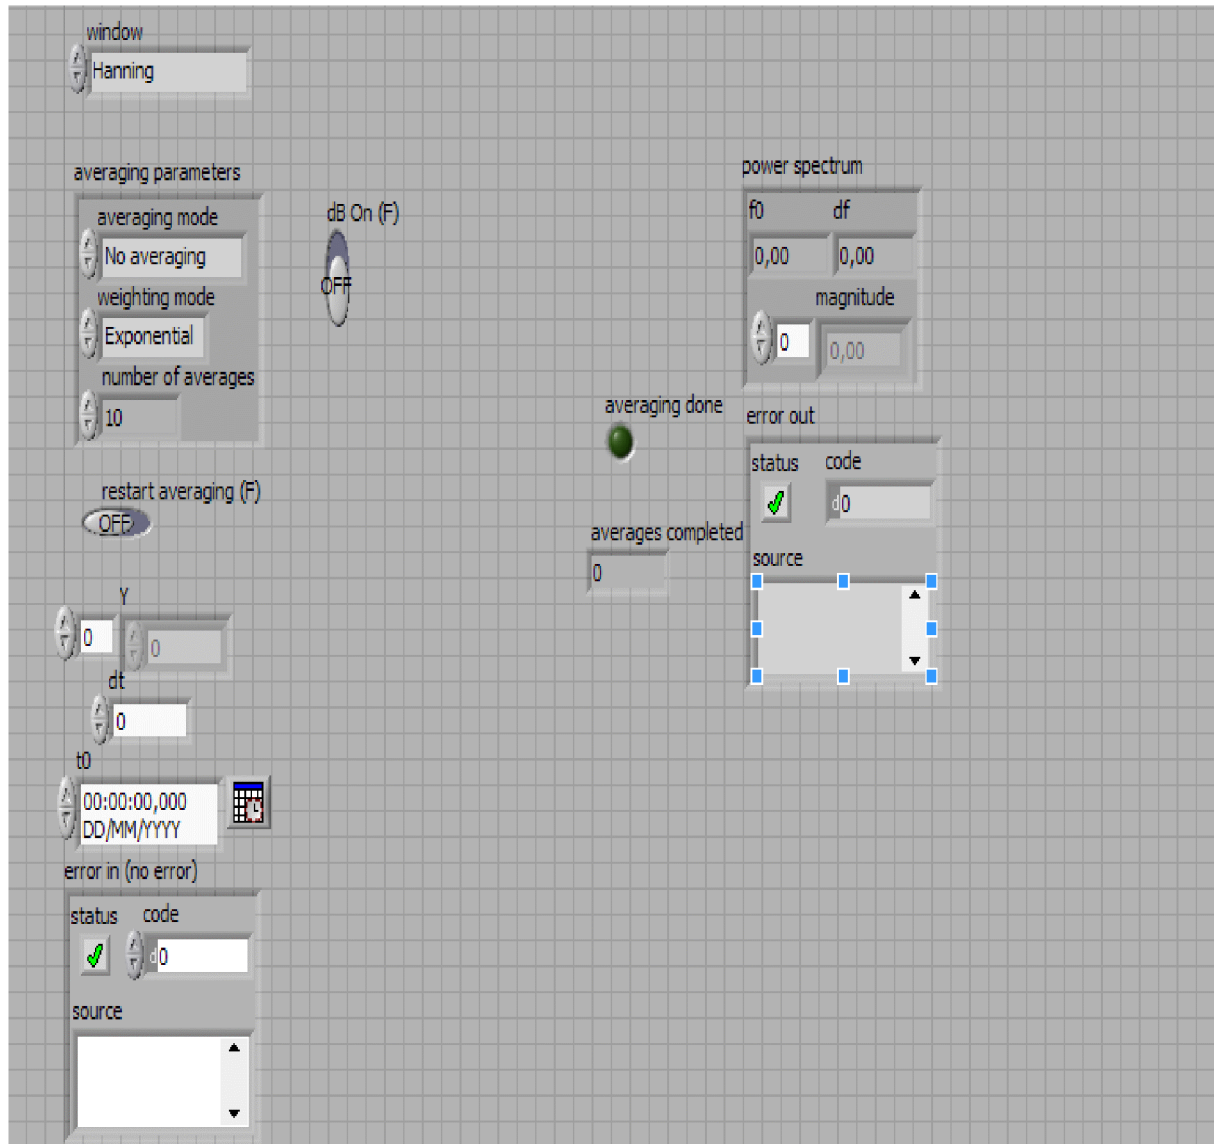 window
Hanning
averaging parameters
averaging mode
No averaging
weighting mode
Exponential
number of averages
10
dB On (F)
OFF
restart averaging (F)
OFF
Y
0
0
dt
0
t0
00:00:00,000
DD/MM/YYYY
error in (no error)
status code
d0
source
averaging done
averages completed
0
power spectrum
f0 df
0,00 0,00
magnitude
0 0,00
error out
status code
d0
source